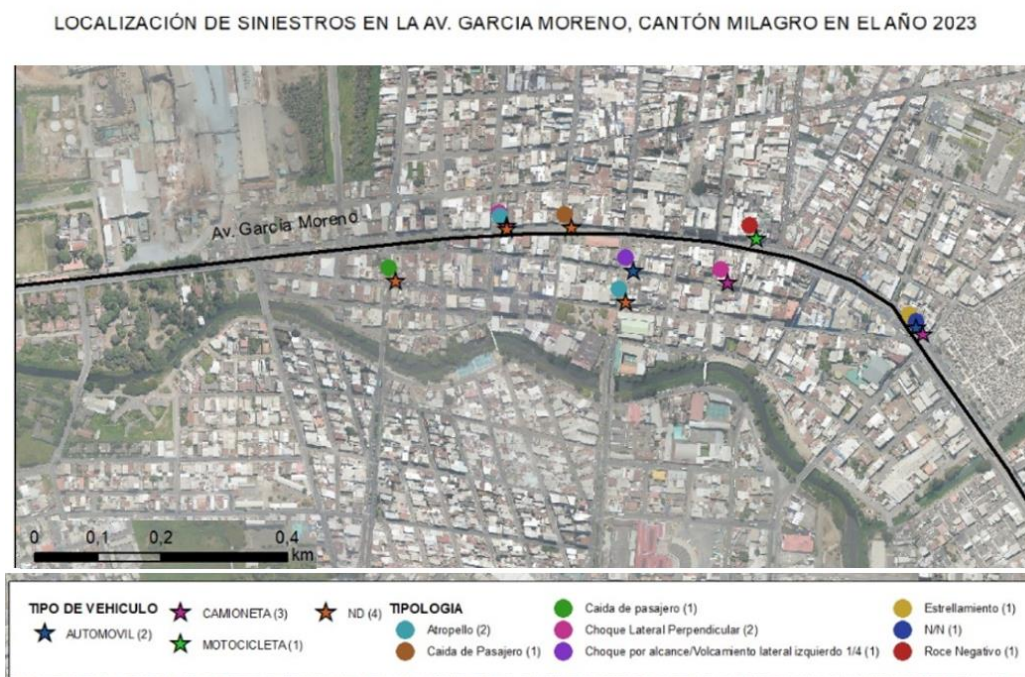 LOCALIZACIÓN DE SINIESTROS EN LA AV. GARCIA MORENO, CANTÓN MILAGRO EN EL AÑO 2023
Av. García Moreno
0 0,1 0,2 0,4
km
TIPO DE VEHICULO
AUTOMOVIL (2)
CAMIONETA (3)
MOTOCICLETA (1)
ND (4)
TIPOLOGIA
Atropello (2)
Caida de Pasajero (1)
Caida de pasajero (1)
Choque Lateral Perpendicular (2)
Choque por alcance/Volcamiento lateral izquierdo 1/4 (1)
Estrellamiento (1)
N/N (1)
Roce Negativo (1)